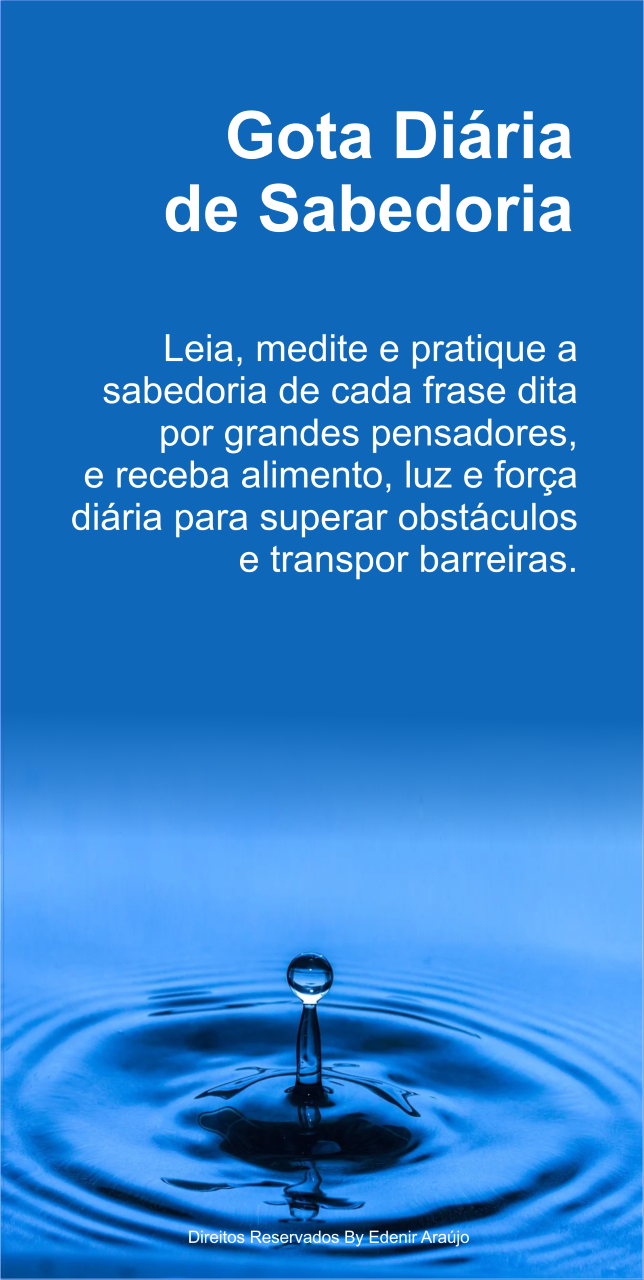 Gota Diária
de Sabedoria
Leia, medite e pratique a
sabedoria de cada frase dita
por grandes pensadores,
e receba alimento, luz e força
diária para superar obstáculos
e transpor barreiras.
Direitos Reservados By Edenir Araújo